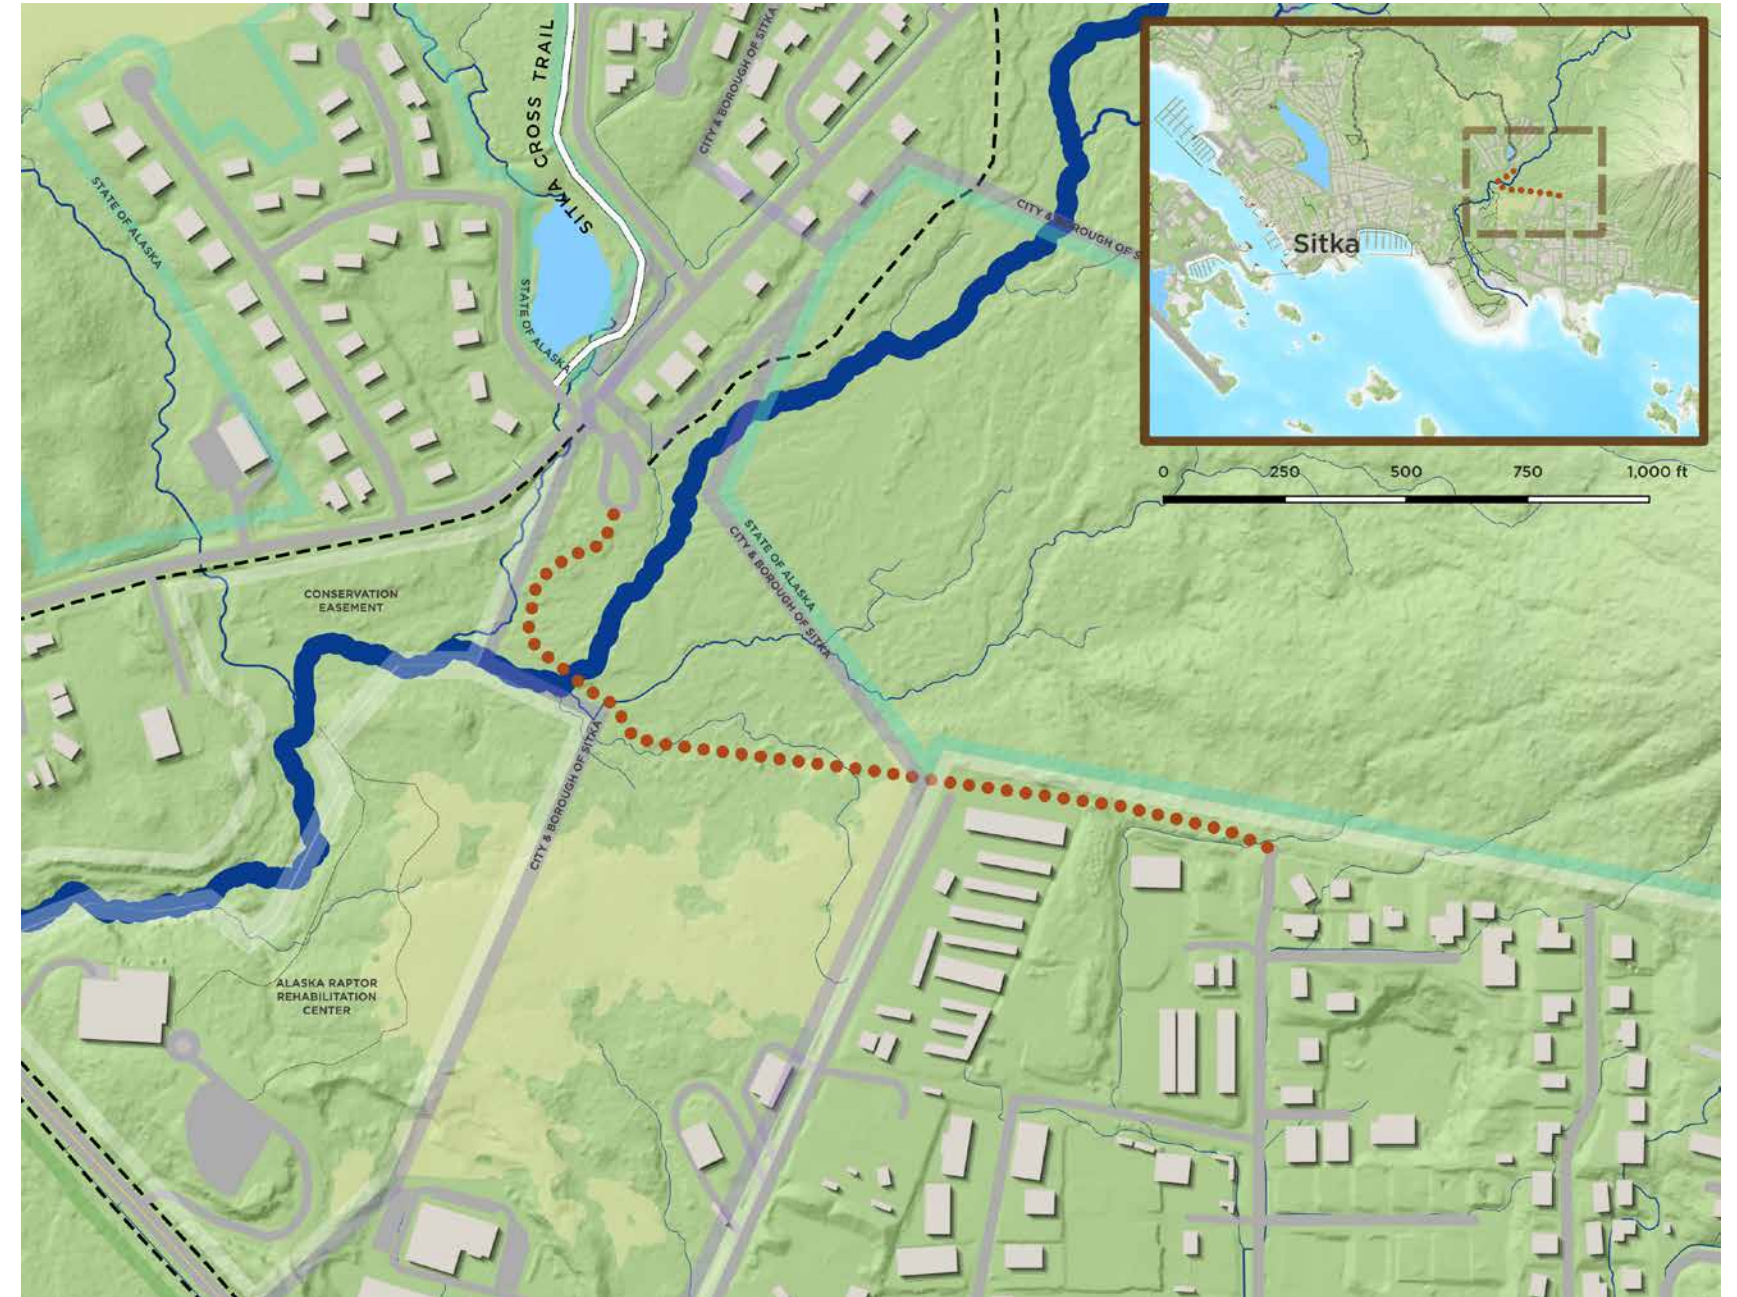 SITKA CROSS TRAIL
CITY & BOROUGH OF SITKA
STATE OF ALASKA
STATE OF ALASKA
CITY & BOROUGH OF S
Sitka
0 250 500 750 1,000 ft
STATE OF ALASKA
CITY & BOROUGH OF SITKA
CONSERVATION
EASEMENT
CITY & BOROUGH OF SITKA
ALASKA RAPTOR
REHABILITATION
CENTER